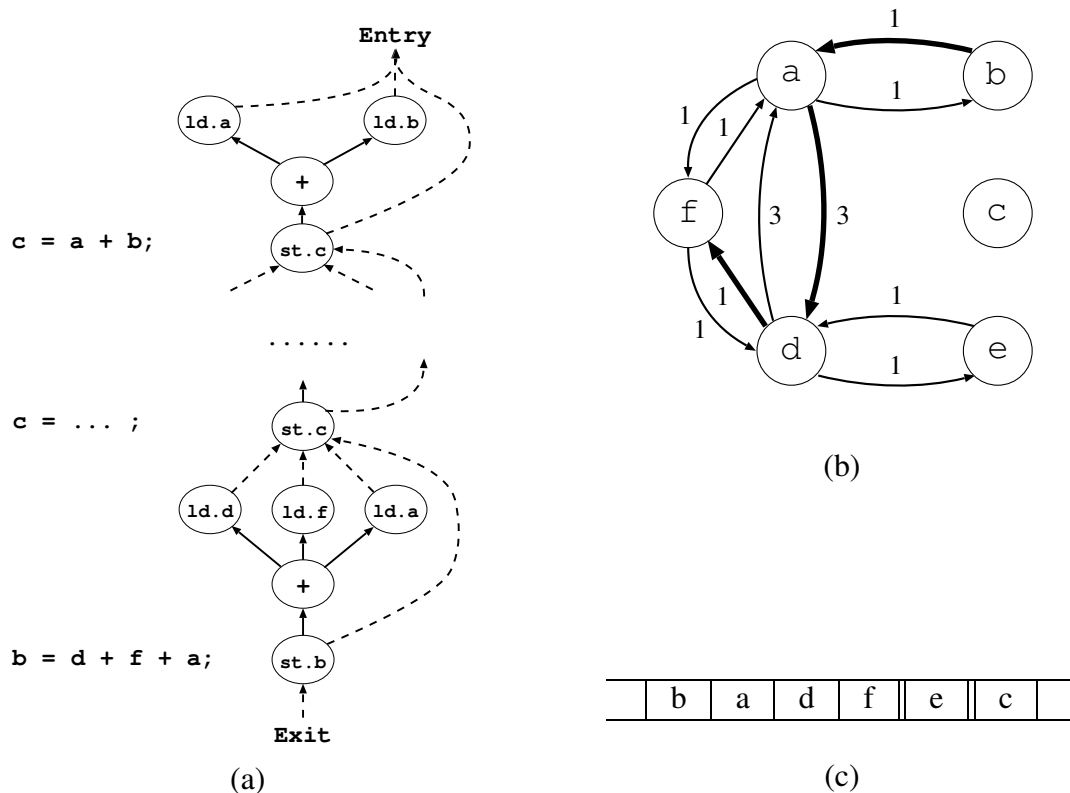 Entry
ld.a
ld.b
+
c = a + b;
st.c
......
c = ... ;
st.c
ld.d
ld.f
ld.a
+
b = d + f + a;
st.b
Exit
(a)
1
a
b
1
1
1
f
3
3
c
1
1
1
d
e
1
(b)
b a d f e c
(c)